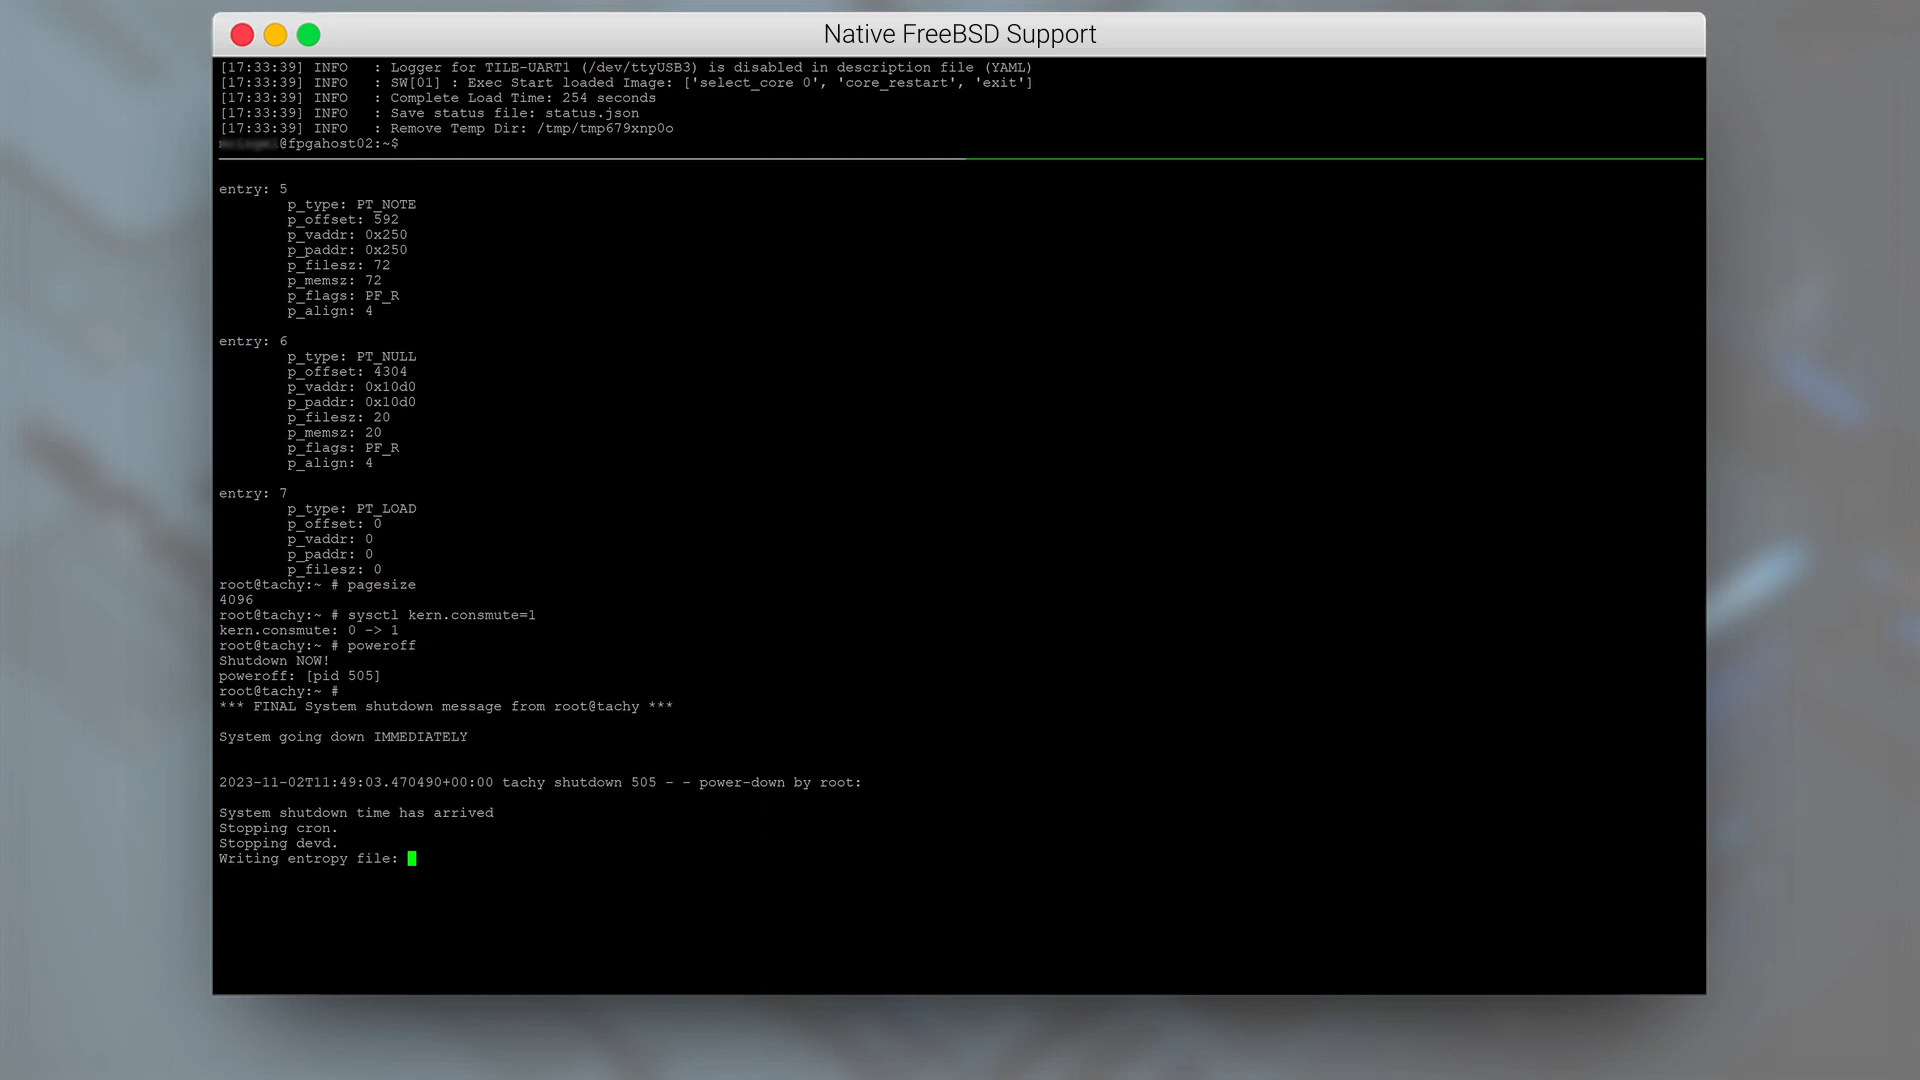 Native FreeBSD Support
[17:33:39] INFO : Logger for TILE-UART1 (/dev/ttyUSB3) is disabled in description file (YAML)
[17:33:39] INFO : SW[01] : Exec Start loaded Image: ['select_core 0', 'core_restart', 'exit']
[17:33:39] INFO : Complete Load Time: 254 seconds
[17:33:39] INFO : Save status file: status.json
[17:33:39] INFO : Remove Temp Dir: /tmp/tmp679xnp0o
@fpgahost02:~$
entry: 5
p_type: PT_NOTE
p_offset: 592
p_vaddr: 0x250
p_paddr: 0x250
p_filesz: 72
p_memsz: 72
p_flags: PF_R
p_align: 4
entry: 6
p_type: PT_NULL
p_offset: 4304
p_vaddr: 0x10d0
p_paddr: 0x10d0
p_filesz: 20
p_memsz: 20
p_flags: PF_R
p_align: 4
entry: 7
p_type: PT_LOAD
p_offset: 0
p_vaddr: 0
p_paddr: 0
p_filesz: 0
root@tachy:~ # pagesize
4096
root@tachy:~ # sysctl kern.consmute=1
kern.consmute: 0 -> 1
root@tachy:~ # poweroff
Shutdown NOW!
poweroff: [pid 505]
root@tachy:~ #
*** FINAL System shutdown message from root@tachy ***
System going down IMMEDIATELY
2023-11-02T11:49:03.470490+00:00 tachy shutdown 505 - - power-down by root:
System shutdown time has arrived
Stopping cron.
Stopping devd.
Writing entropy file: